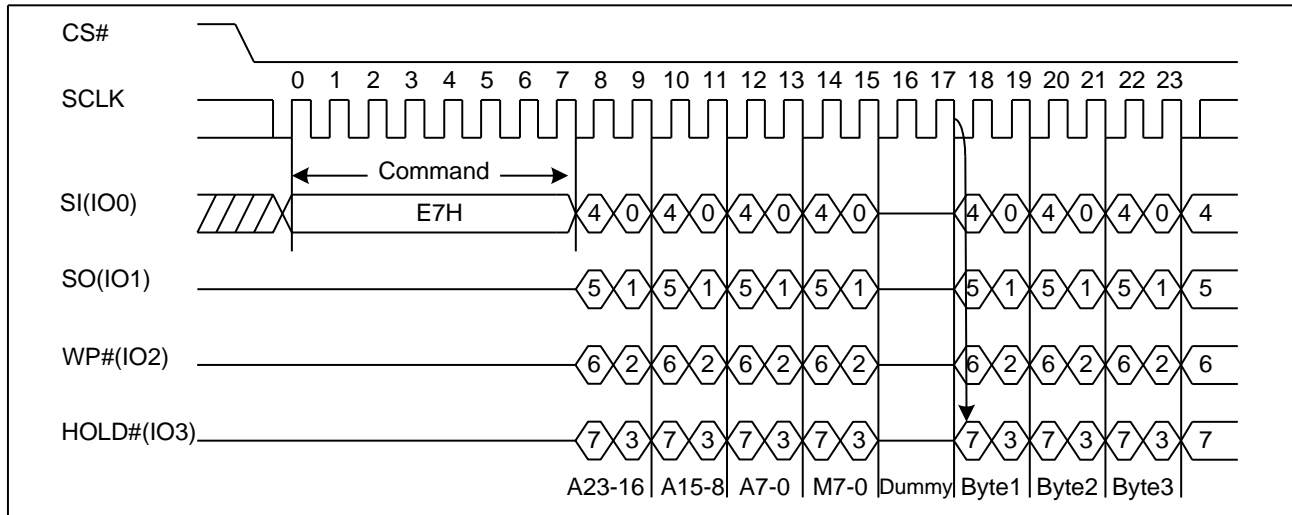 CS#
0 1 2 3 4 5 6 7 8 9 10 11 12 13 14 15 16 17 18 19 20 21 22 23
SCLK
Command
SI(IO0) E7H 4 0 4 0 4 0 4 0 4 0 4 0 4 0 4
SO(IO1) 5 1 5 1 5 1 5 1 5 1 5 1 5 1 5
WP#(IO2) 6 2 6 2 6 2 6 2 6 2 6 2 6 2 6
HOLD#(IO3) 7 3 7 3 7 3 7 3 7 3 7 3 7 3 7
A23-16 A15-8 A7-0 M7-0 Dummy Byte1 Byte2 Byte3